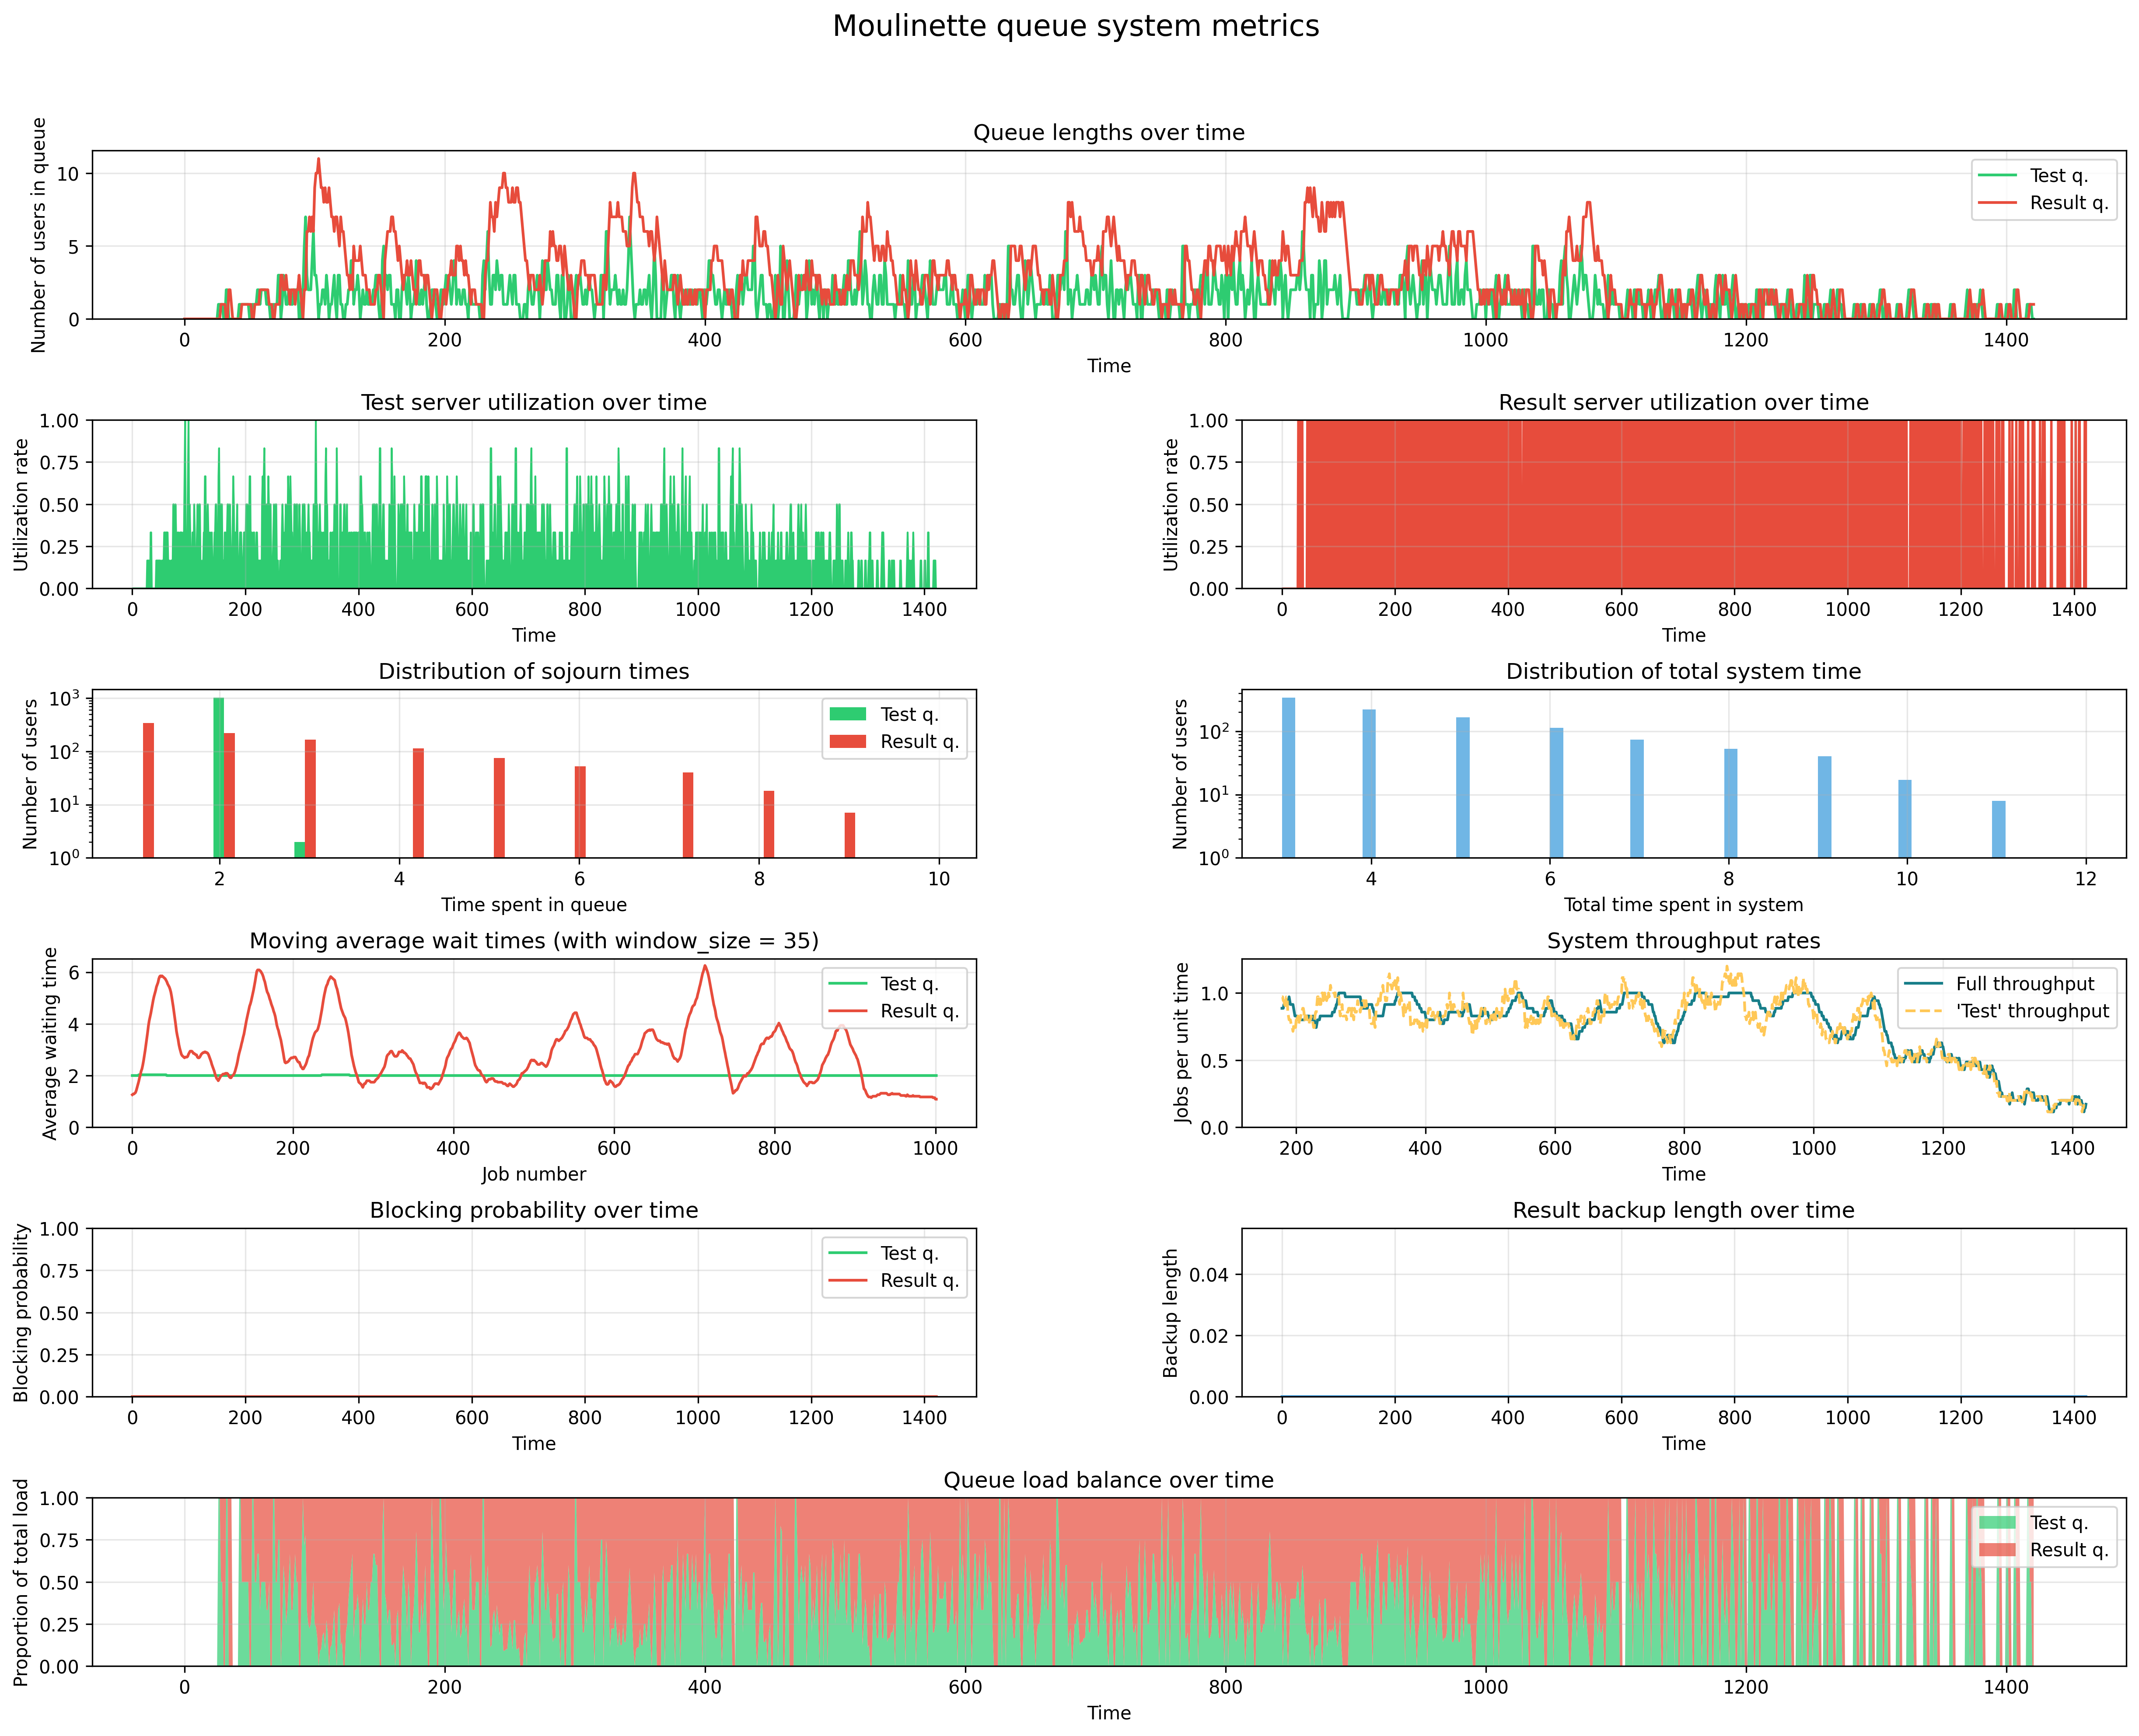 Moulinette queue system metrics
Queue lengths over time
Number of users in queue
10
5
0
Test q.
Result q.
0 200 400 600 800 1000 1200 1400
Time
Test server utilization over time
Utilization rate
1.00
0.75
0.50
0.25
0.00
0 200 400 600 800 1000 1200 1400
Time
Result server utilization over time
Utilization rate
1.00
0.75
0.50
0.25
0.00
0 200 400 600 800 1000 1200 1400
Time
Distribution of sojourn times
Number of users
10³
10²
10¹
10⁰
Test q.
Result q.
2 4 6 8 10
Time spent in queue
Distribution of total system time
Number of users
10²
10¹
10⁰
4 6 8 10 12
Total time spent in system
Moving average wait times (with window_size = 35)
Average waiting time
6
4
2
0
Test q.
Result q.
0 200 400 600 800 1000
Job number
System throughput rates
Jobs per unit time
1.0
0.5
0.0
Full throughput
'Test' throughput
200 400 600 800 1000 1200 1400
Time
Blocking probability over time
Blocking probability
1.00
0.75
0.50
0.25
0.00
Test q.
Result q.
0 200 400 600 800 1000 1200 1400
Time
Result backup length over time
Backup length
0.04
0.02
0.00
0 200 400 600 800 1000 1200 1400
Time
Queue load balance over time
Proportion of total load
1.00
0.75
0.50
0.25
0.00
Test q.
Result q.
0 200 400 600 800 1000 1200 1400
Time